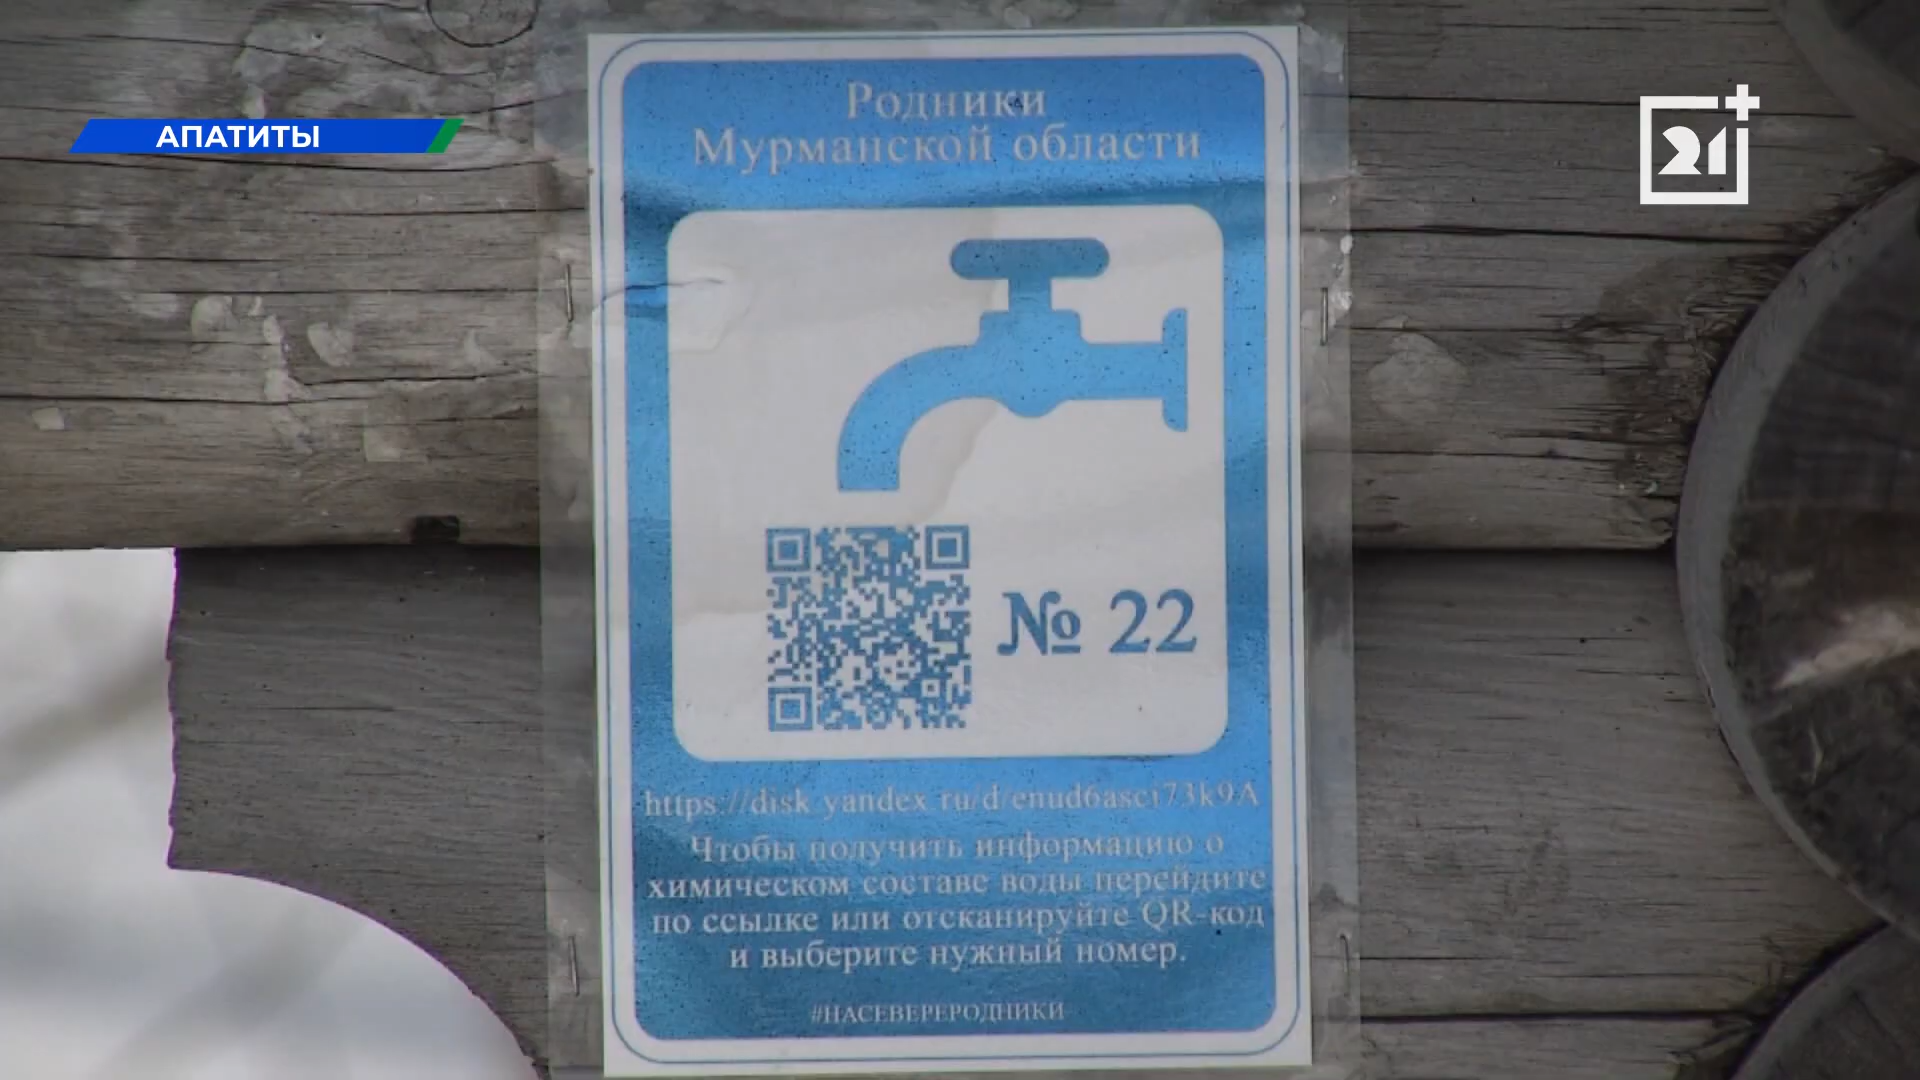 АПАТИТЫ
21
Родники
Мурманской области
№ 22
https://disk.yandex.ru/d/enud6asci73k9A
Чтобы получить информацию о
химическом составе воды перейдите
по ссылке или отсканируйте QR-код
и выберите нужный номер.
#НАСЕВЕРЕРОДНИКИ